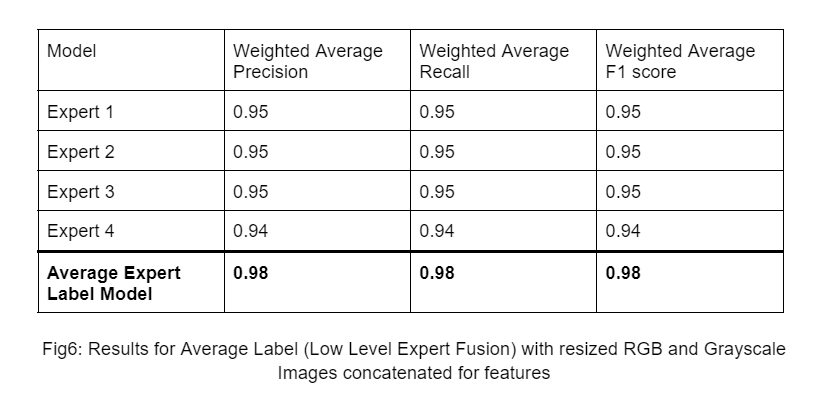 Model Weighted Average Precision Weighted Average Recall Weighted Average F1 score
Expert 1 0.95 0.95 0.95
Expert 2 0.95 0.95 0.95
Expert 3 0.95 0.95 0.95
Expert 4 0.94 0.94 0.94
Average Expert Label Model 0.98 0.98 0.98
Fig6: Results for Average Label (Low Level Expert Fusion) with resized RGB and Grayscale
Images concatenated for features